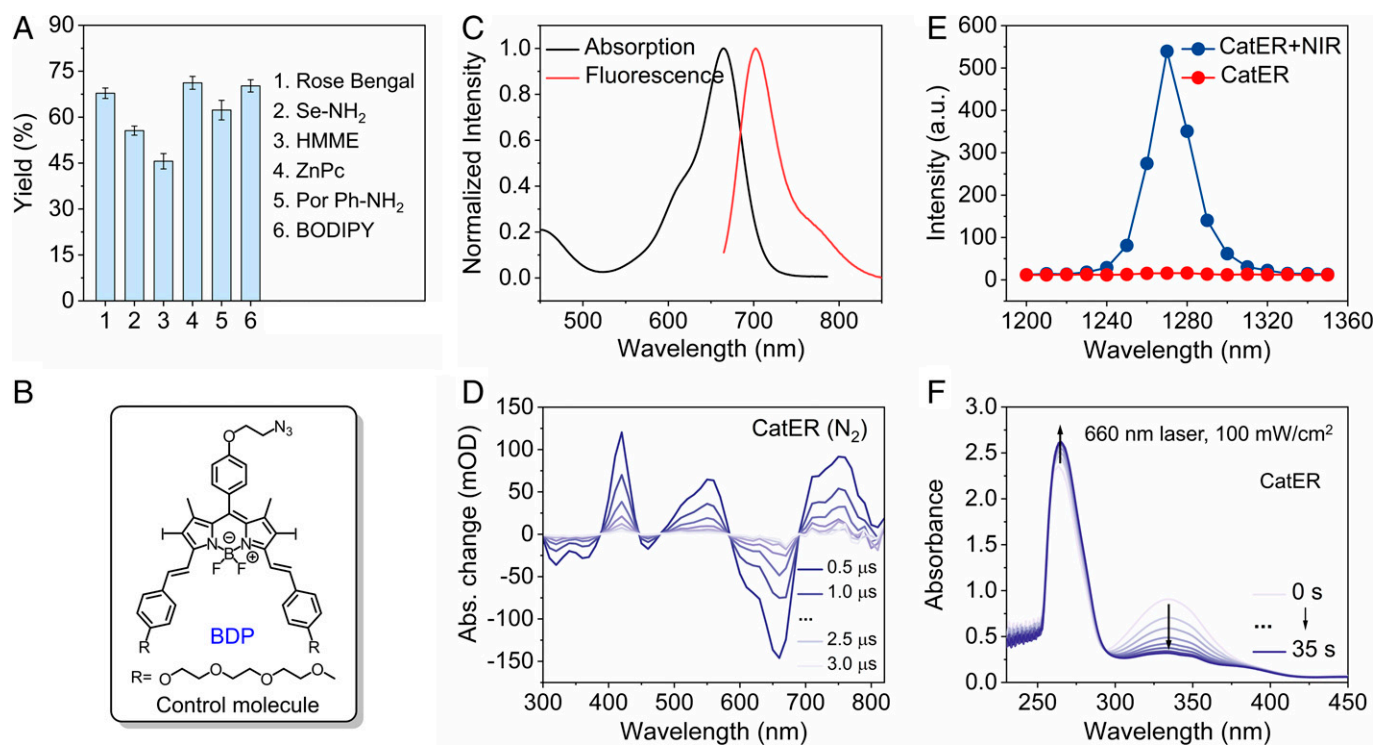 A
90
75
60
45
30
15
0
Yield (%)
1 2 3 4 5 6
1. Rose Bengal
2. Se-NH₂
3. HMME
4. ZnPc
5. Por Ph-NH₂
6. BODIPY
B
O
N₃
I I
N N
B
⊖ ⊕
F F
R R
BDP
R= O O O O
Control molecule
C
Absorption
Fluorescence
1.0
0.8
0.6
0.4
0.2
0.0
Normalized Intensity
500 600 700 800
Wavelength (nm)
D
150
100
50
0
-50
-100
-150
Abs. change (mOD)
CatER (N₂)
0.5 μs
1.0 μs
...
2.5 μs
3.0 μs
300 400 500 600 700 800
Wavelength (nm)
E
CatER+NIR
CatER
600
500
400
300
200
100
0
Intensity (a.u.)
1200 1240 1280 1320 1360
Wavelength (nm)
F
3.0
2.5
2.0
1.5
1.0
0.5
0.0
Absorbance
660 nm laser, 100 mW/cm²
CatER
0 s
...
35 s
250 300 350 400 450
Wavelength (nm)